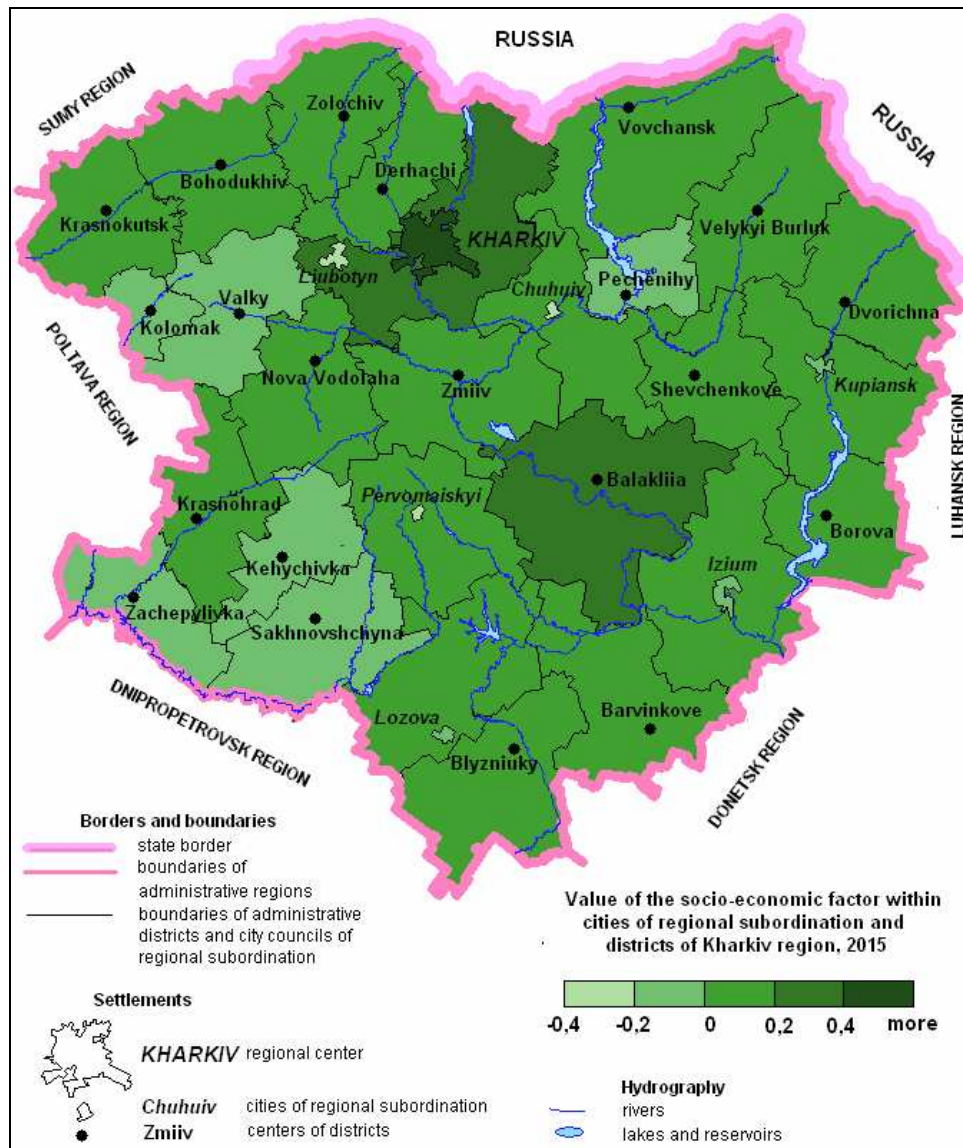 RUSSIA
SUMY REGION
Zolochiv
Vovchansk
RUSSIA
Bohodukhiv
Derhachi
Krasnokutsk
KHARKIV
Velykyi Burluk
Liubotyn
Pechenihy
Chuhuiv
Valky
Kolomak
Dvorichna
POLTAVA REGION
Nova Vodolaha
Zmiiv
Shevchenkove
Kupiansk
LUHANSK REGION
Balakliia
Pervomaiskyi
Krasnohrad
Borova
Kehychivka
Izium
Zachepylivka
Sakhnovshchyna
DNIPROPETROVSK REGION
Lozova
Barvinkove
Blyzniuky
DONETSK REGION
Borders and boundaries
state border
boundaries of
administrative regions
boundaries of administrative
districts and city councils of
regional subordination
Value of the socio-economic factor within
cities of regional subordination and
districts of Kharkiv region, 2015
-0,4 -0,2 0 0,2 0,4 more
Settlements
KHARKIV regional center
Chuhuiv cities of regional subordination
Zmiiv centers of districts
Hydrography
rivers
lakes and reservoirs